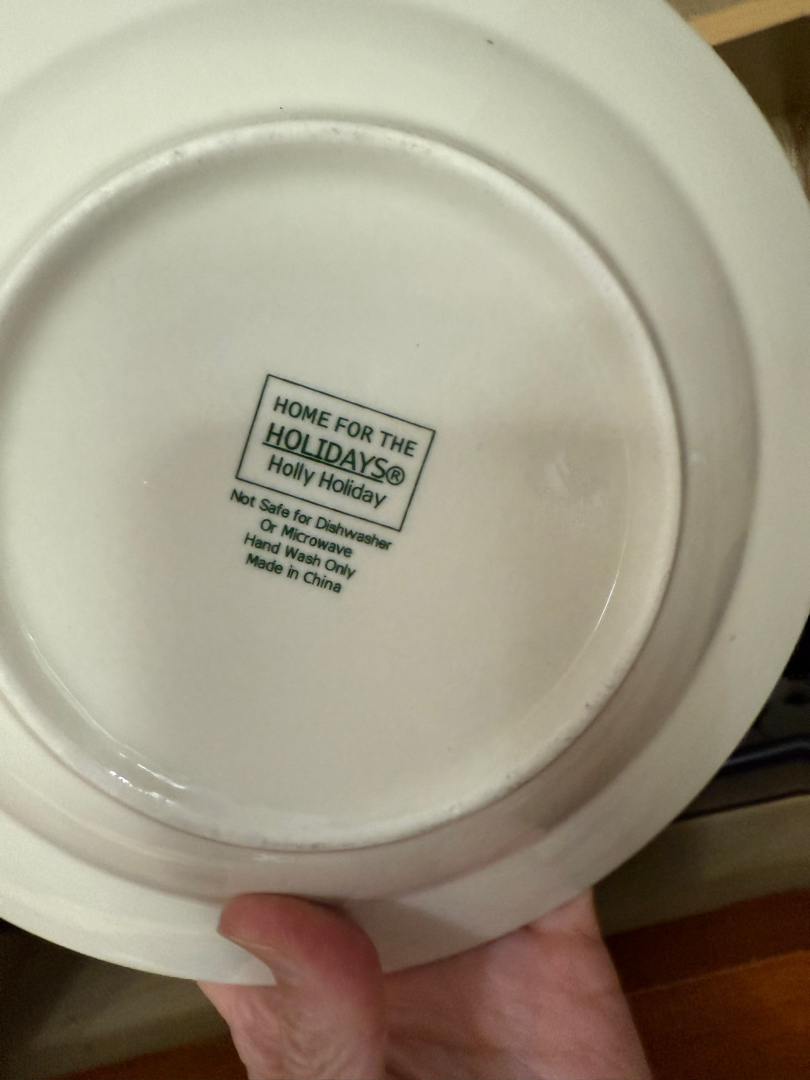 HOME FOR THE
HOLIDAYS®
Holly Holiday
Not Safe for Dishwasher
Or Microwave
Hand Wash Only
Made in China